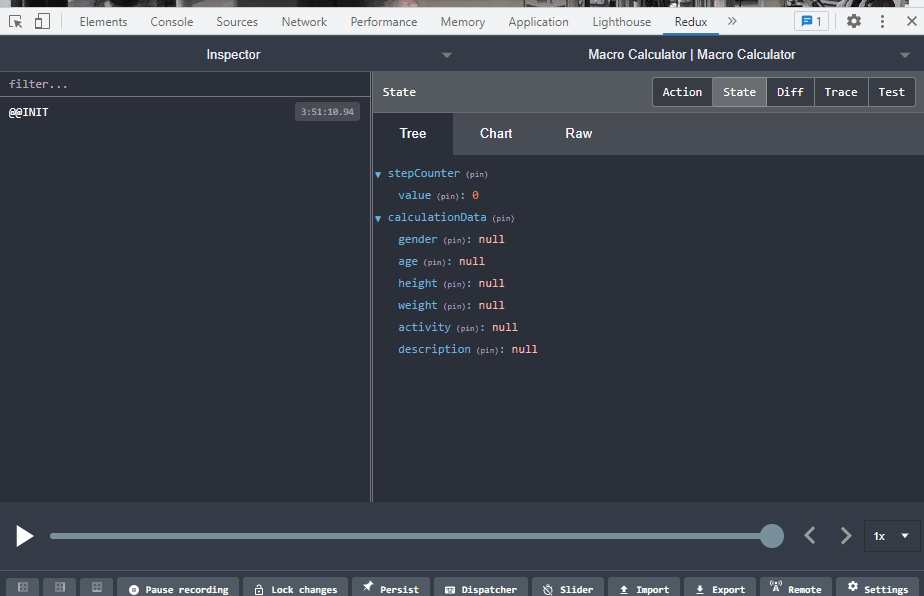 Elements Console Sources Network Performance Memory Application Lighthouse Redux » 1
Inspector Macro Calculator | Macro Calculator
filter...
State Action State Diff Trace Test
@@INIT 3:51:10.94
Tree Chart Raw
stepCounter (pin)
value (pin): 0
calculationData (pin)
gender (pin): null
age (pin): null
height (pin): null
weight (pin): null
activity (pin): null
description (pin): null
1x
Pause recording Lock changes Persist Dispatcher Slider Import Export Remote Settings